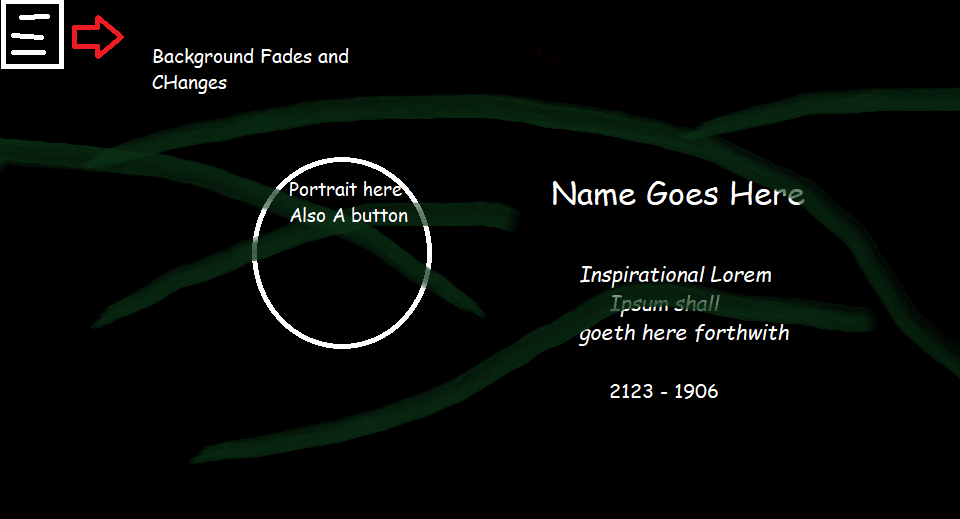 Background Fades and
CHanges
Portrait here
Also A button
Name Goes Here
Inspirational Lorem
Ipsum shall
goeth here forthwith
2123 - 1906